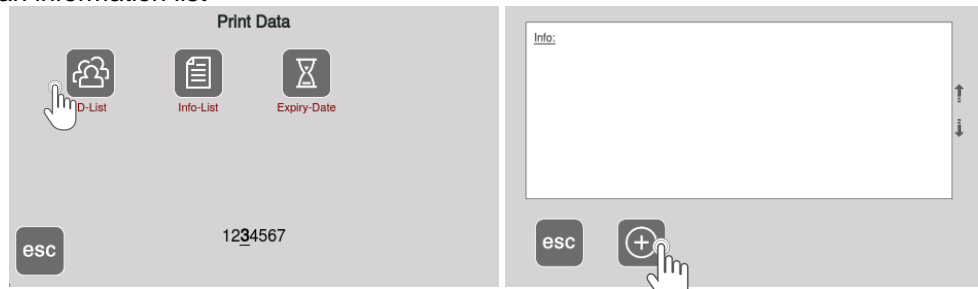 Print Data
D-List
Info-List
Expiry-Date
esc
1234567
Info:
esc